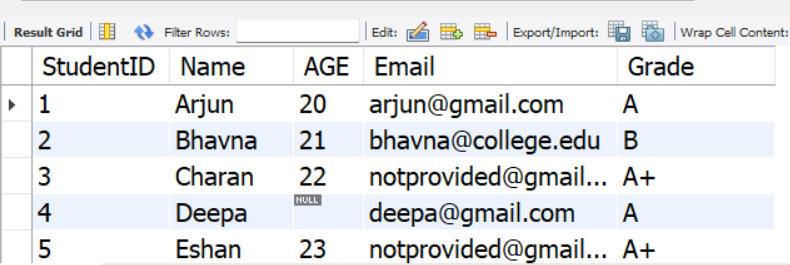 Result Grid Filter Rows: Edit: Export/Import: Wrap Cell Content:
StudentID Name AGE Email Grade
1 Arjun 20 arjun@gmail.com A
2 Bhavna 21 bhavna@college.edu B
3 Charan 22 notprovided@gmail... A+
4 Deepa NULL deepa@gmail.com A
5 Eshan 23 notprovided@gmail... A+